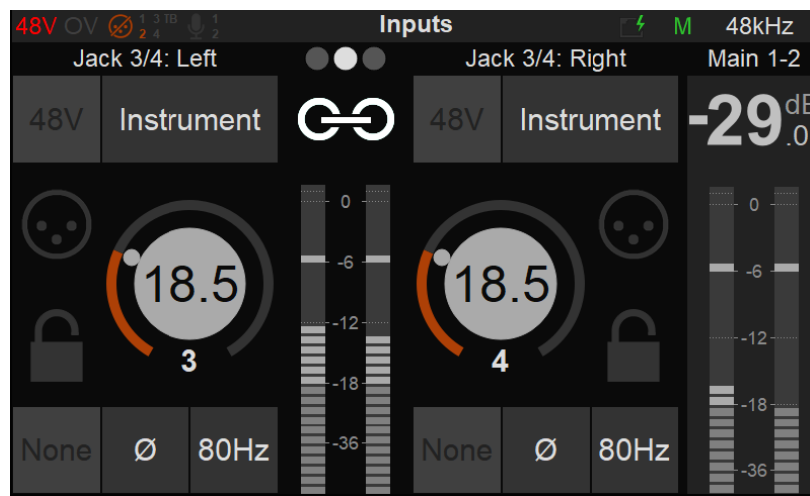 48V OV 1 2 3 4 TB 1 2 Inputs M 48kHz
Jack 3/4: Left Jack 3/4: Right Main 1-2
48V Instrument 48V Instrument -29.0 dB
0 0
-6 -6
18.5 18.5
-12 -12
3 4
-18 -18
None Ø 80Hz -36 None Ø 80Hz
-36